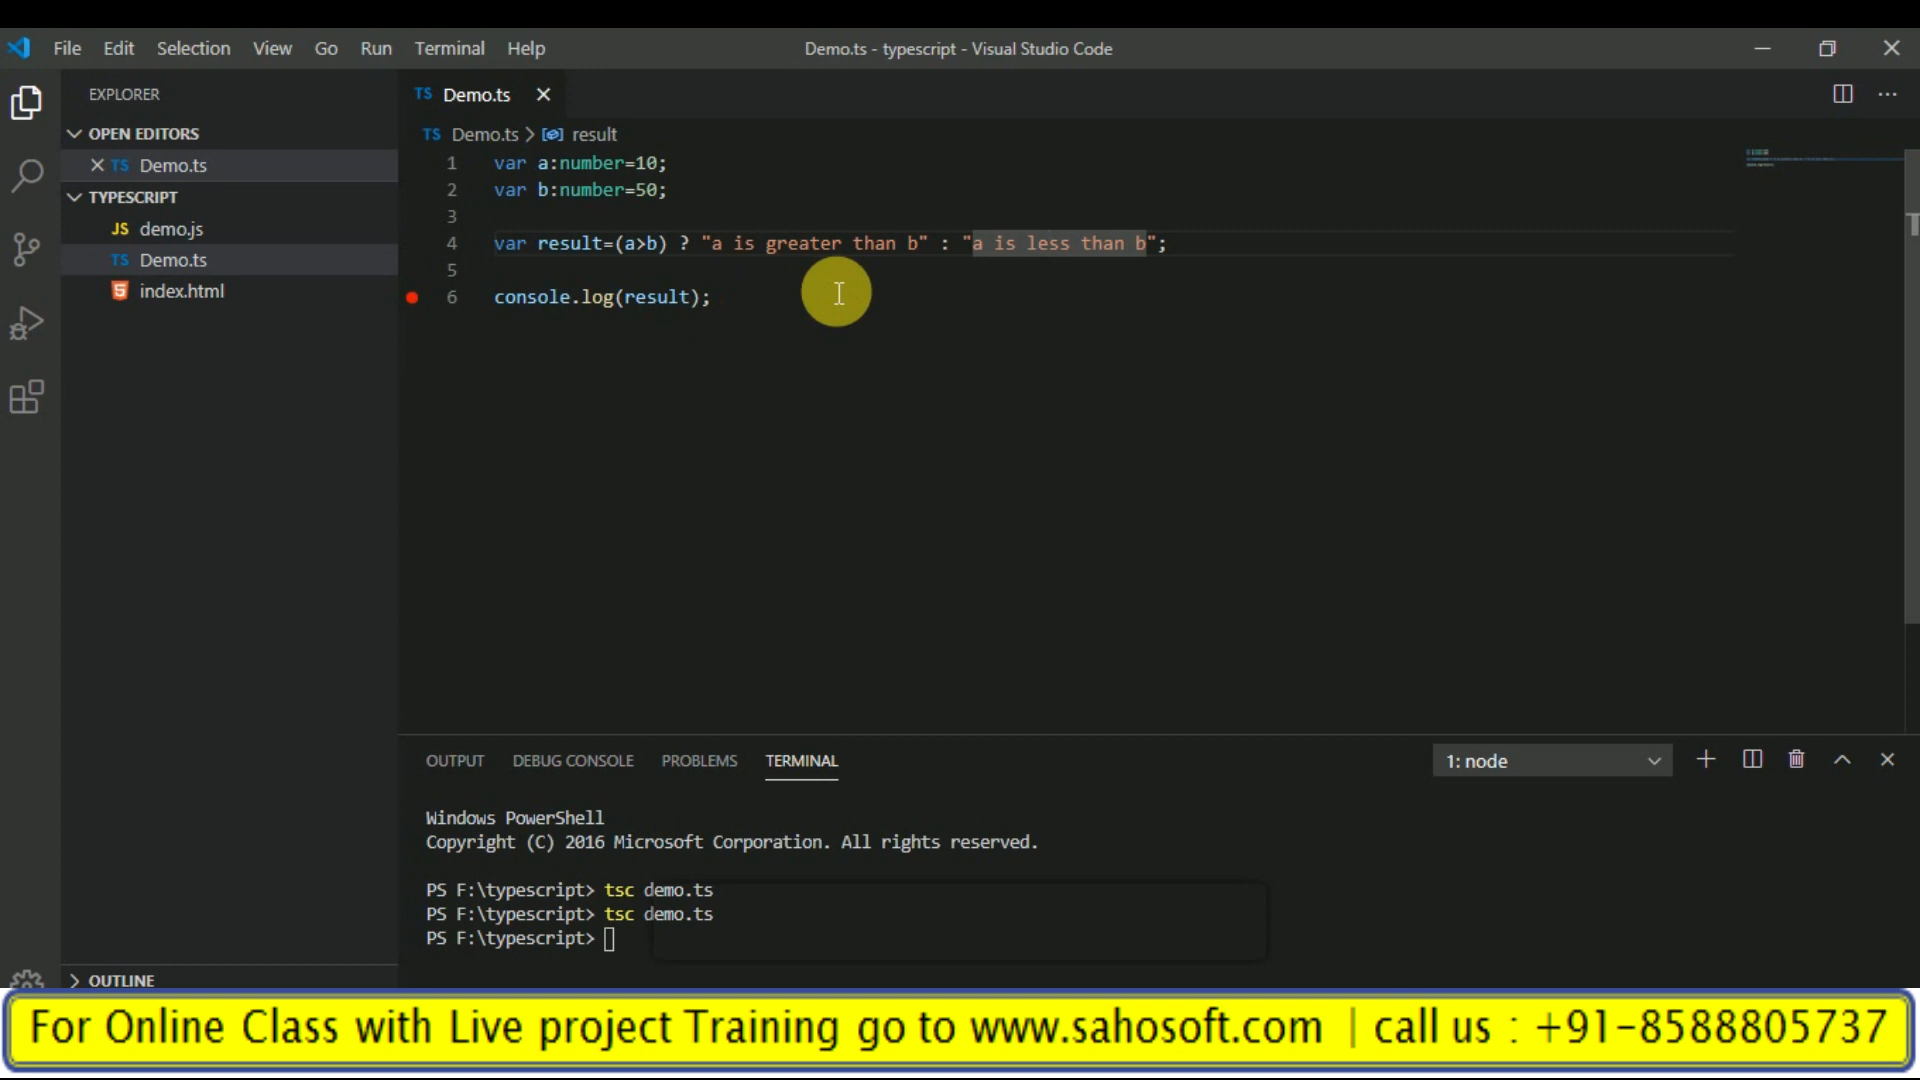 File Edit Selection View Go Run Terminal Help
Demo.ts - typescript - Visual Studio Code
EXPLORER
OPEN EDITORS
TS Demo.ts
TYPESCRIPT
JS demo.js
TS Demo.ts
index.html
OUTLINE
TS Demo.ts
TS Demo.ts > result
1 var a:number=10;
2 var b:number=50;
3
4 var result=(a>b) ? "a is greater than b" : "a is less than b";
5
6 console.log(result);
OUTPUT DEBUG CONSOLE PROBLEMS TERMINAL
1: node
Windows PowerShell
Copyright (C) 2016 Microsoft Corporation. All rights reserved.
PS F:\typescript> tsc demo.ts
PS F:\typescript> tsc demo.ts
PS F:\typescript>
For Online Class with Live project Training go to www.sahosoft.com | call us : +91-8588805737